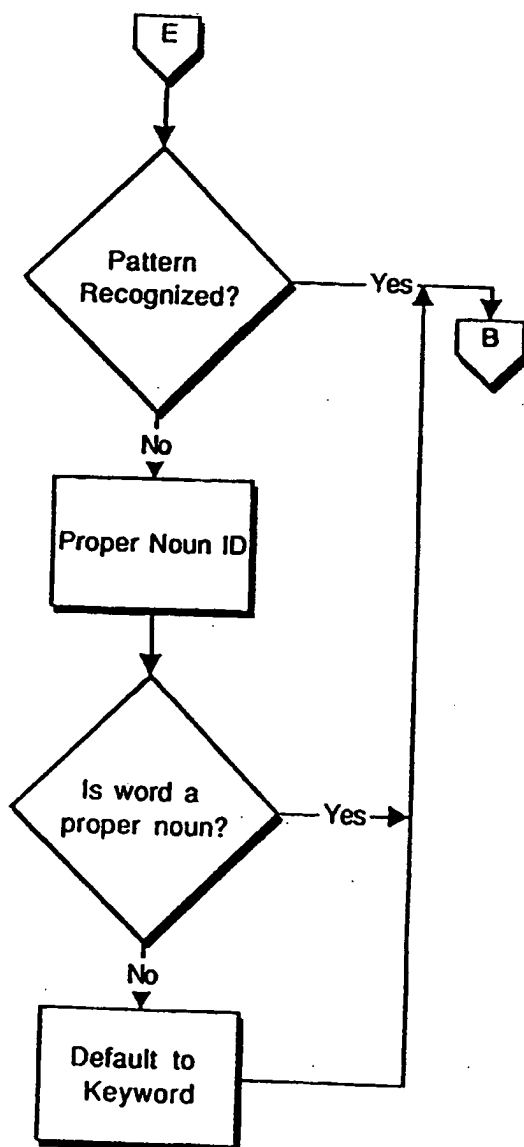 E
Pattern
Recognized?
Yes
B
No
Proper Noun ID
Is word a
proper noun?
Yes
No
Default to
Keyword